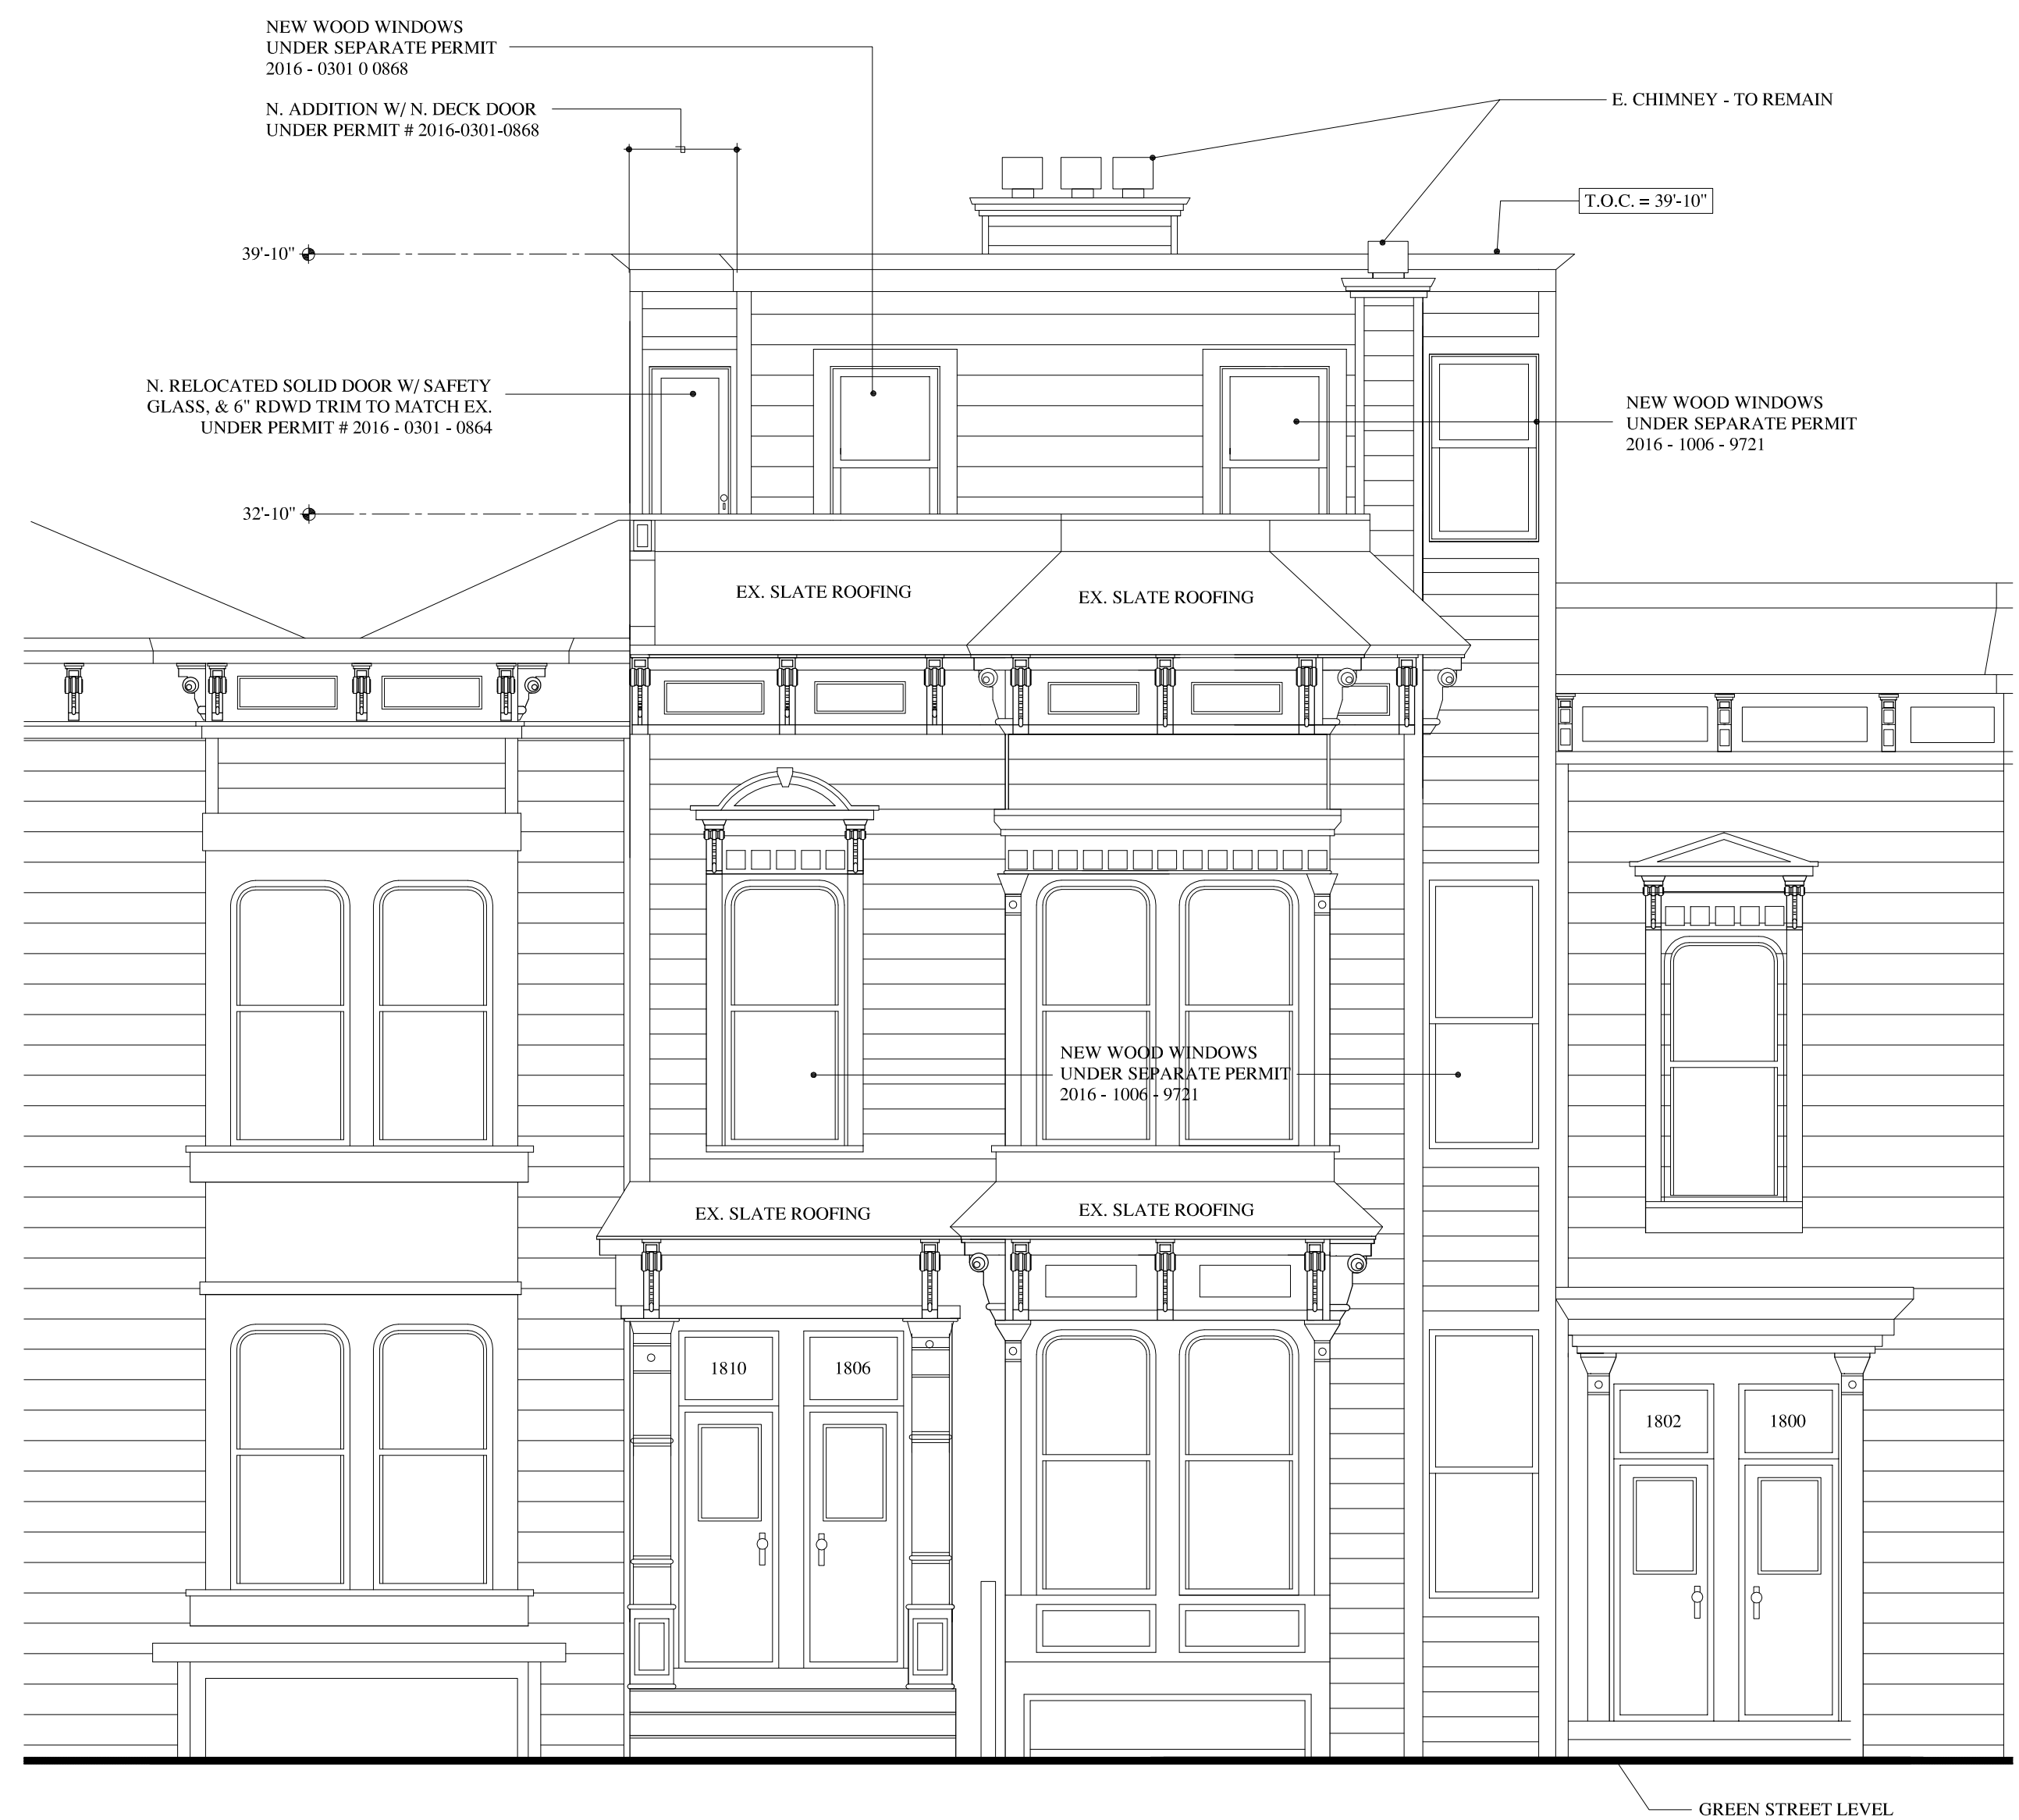 NEW WOOD WINDOWS
UNDER SEPARATE PERMIT
2016 - 0301 0 0868
N. ADDITION W/ N. DECK DOOR
UNDER PERMIT # 2016-0301-0868
E. CHIMNEY - TO REMAIN
T.O.C. = 39'-10"
39'-10"
N. RELOCATED SOLID DOOR W/ SAFETY
GLASS, & 6" RDWD TRIM TO MATCH EX.
UNDER PERMIT # 2016 - 0301 - 0864
NEW WOOD WINDOWS
UNDER SEPARATE PERMIT
2016 - 1006 - 9721
32'-10"
EX. SLATE ROOFING
EX. SLATE ROOFING
NEW WOOD WINDOWS
UNDER SEPARATE PERMIT
2016 - 1006 - 9721
EX. SLATE ROOFING
EX. SLATE ROOFING
1810
1806
1802
1800
GREEN STREET LEVEL